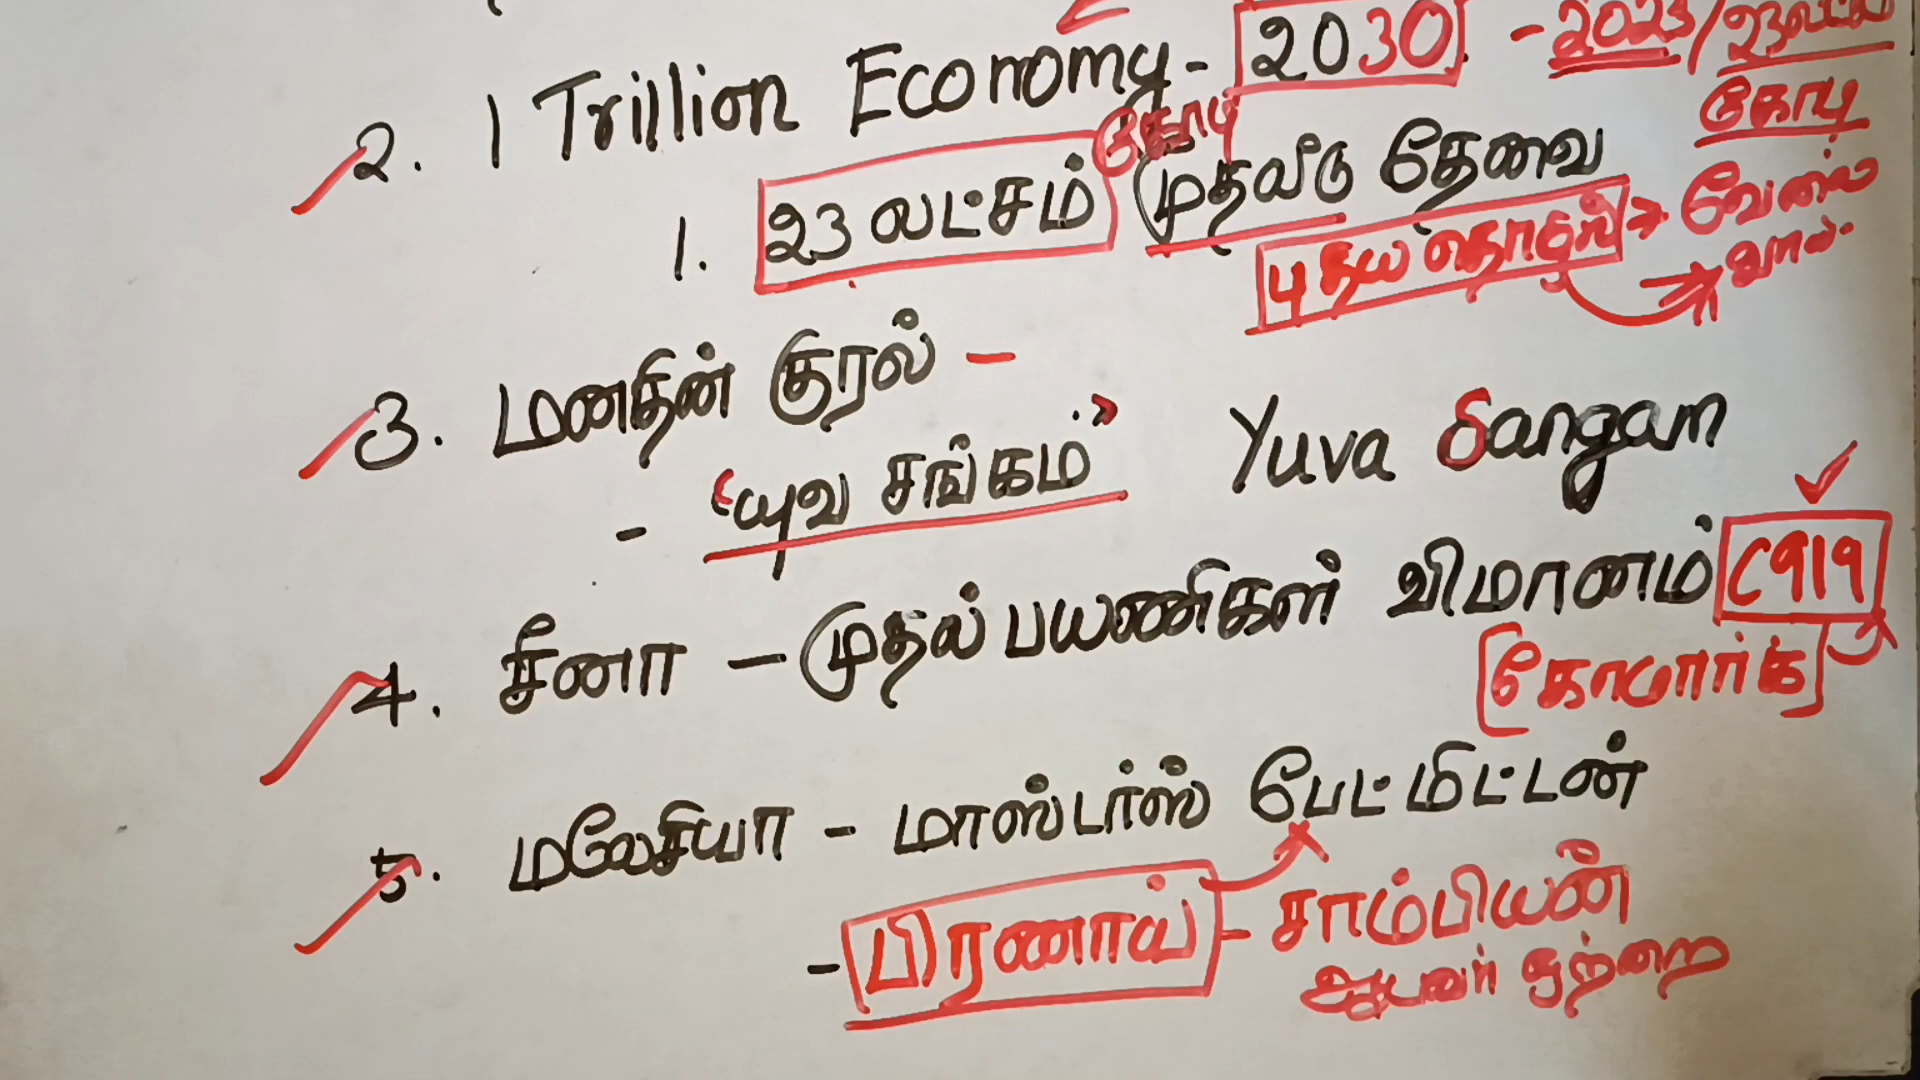 2. 1 Trillion Economy - 2030 - 2023/23லட்ச
கோடி
கோடி
1. 23 லட்சம் முதலீடு தேவை
புதிய தொழில் → வேலை
வாய்.
3. மனதின் குரல் -
- "யுவ சங்கம்" Yuva Sangam
4. சீனா - முதல் பயணிகள் விமானம் C919
[கோமார்க்]
5. மலேசியா - மாஸ்டர்ஸ் பேட்மிட்டன்
- பிரணாய் - சாம்பியன்
ஆடவர் ஒற்றை